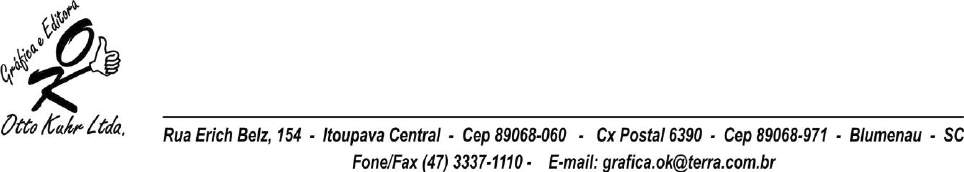 Gráfica e Editora
OK
Otto Kuhr Ltda.
Rua Erich Belz, 154 - Itoupava Central - Cep 89068-060 - Cx Postal 6390 - Cep 89068-971 - Blumenau - SC
Fone/Fax (47) 3337-1110 - E-mail: grafica.ok@terra.com.br